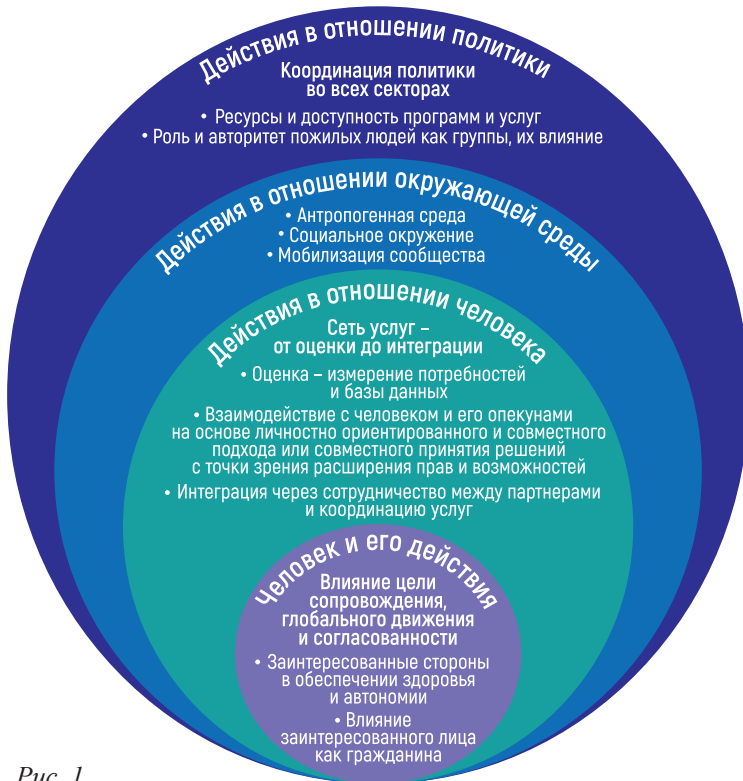 Действия в отношении политики
Координация политики
во всех секторах
• Ресурсы и доступность программ и услуг
• Роль и авторитет пожилых людей как группы, их влияние
Действия в отношении окружающей среды
• Антропогенная среда
• Социальное окружение
• Мобилизация сообщества
Действия в отношении человека
Сеть услуг –
от оценки до интеграции
• Оценка – измерение потребностей
и базы данных
• Взаимодействие с человеком и его опекунами
на основе личностно ориентированного и совместного
подхода или совместного принятия решений
с точки зрения расширения прав и возможностей
• Интеграция через сотрудничество между партнерами
и координацию услуг
Человек и его действия
Влияние цели
сопровождения,
глобального движения
и согласованности
• Заинтересованные стороны
в обеспечении здоровья
и автономии
• Влияние
заинтересованного лица
как гражданина
Рис. 1